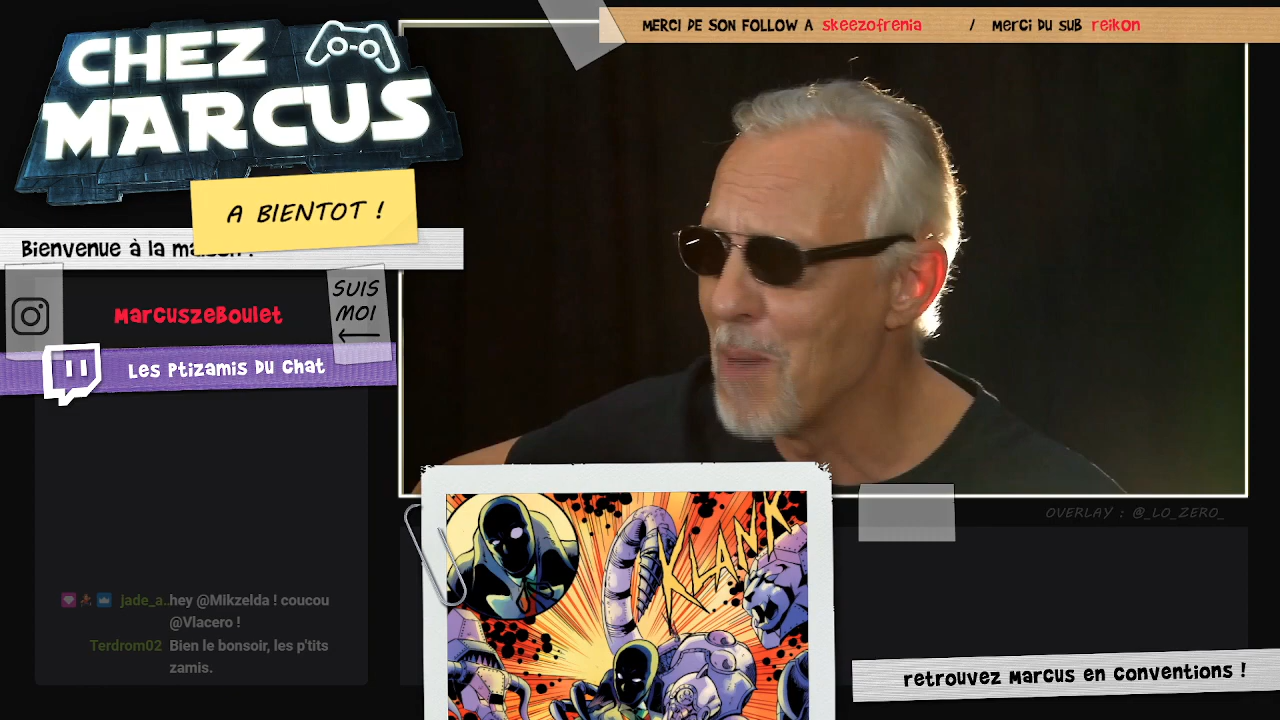 MERCI DE SON FOLLOW A skeezofrenia / Merci du sub reikon
CHEZ
MARCUS
A BIENTOT !
Bienvenue à la
SUIS
MOI
MarcuszeBoulet
Les Ptizamis du Chat
KLANK
OVERLAY : @_LO_ZERO_
jade_a.. hey @Mikzelda ! coucou
@Vlacero !
Terdrom02 Bien le bonsoir, les p'tits
zamis.
retrouvez Marcus en conventions !